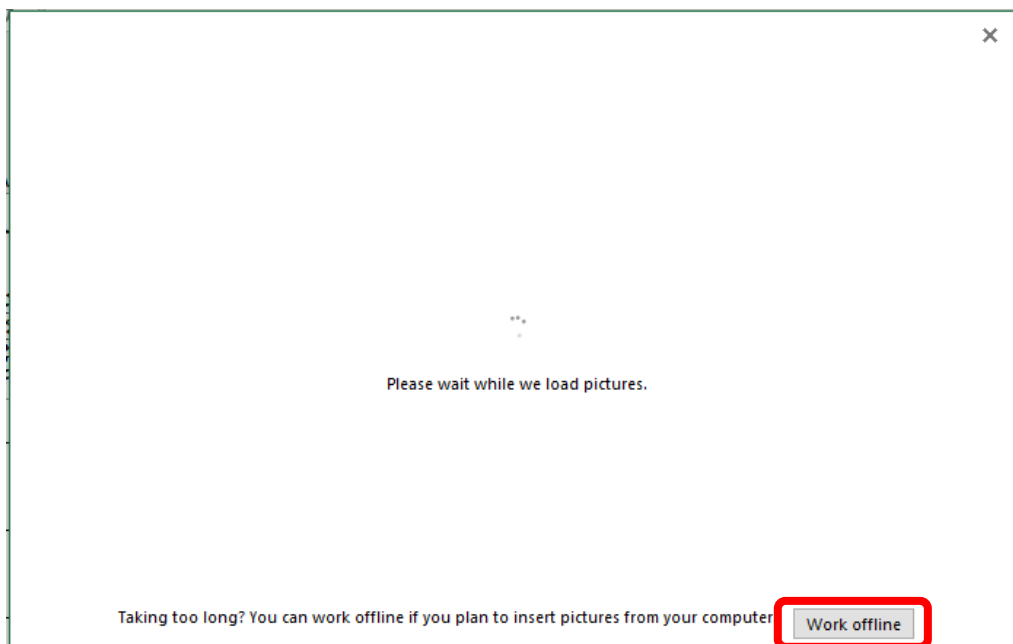 Please wait while we load pictures.
Taking too long? You can work offline if you plan to insert pictures from your computer
Work offline